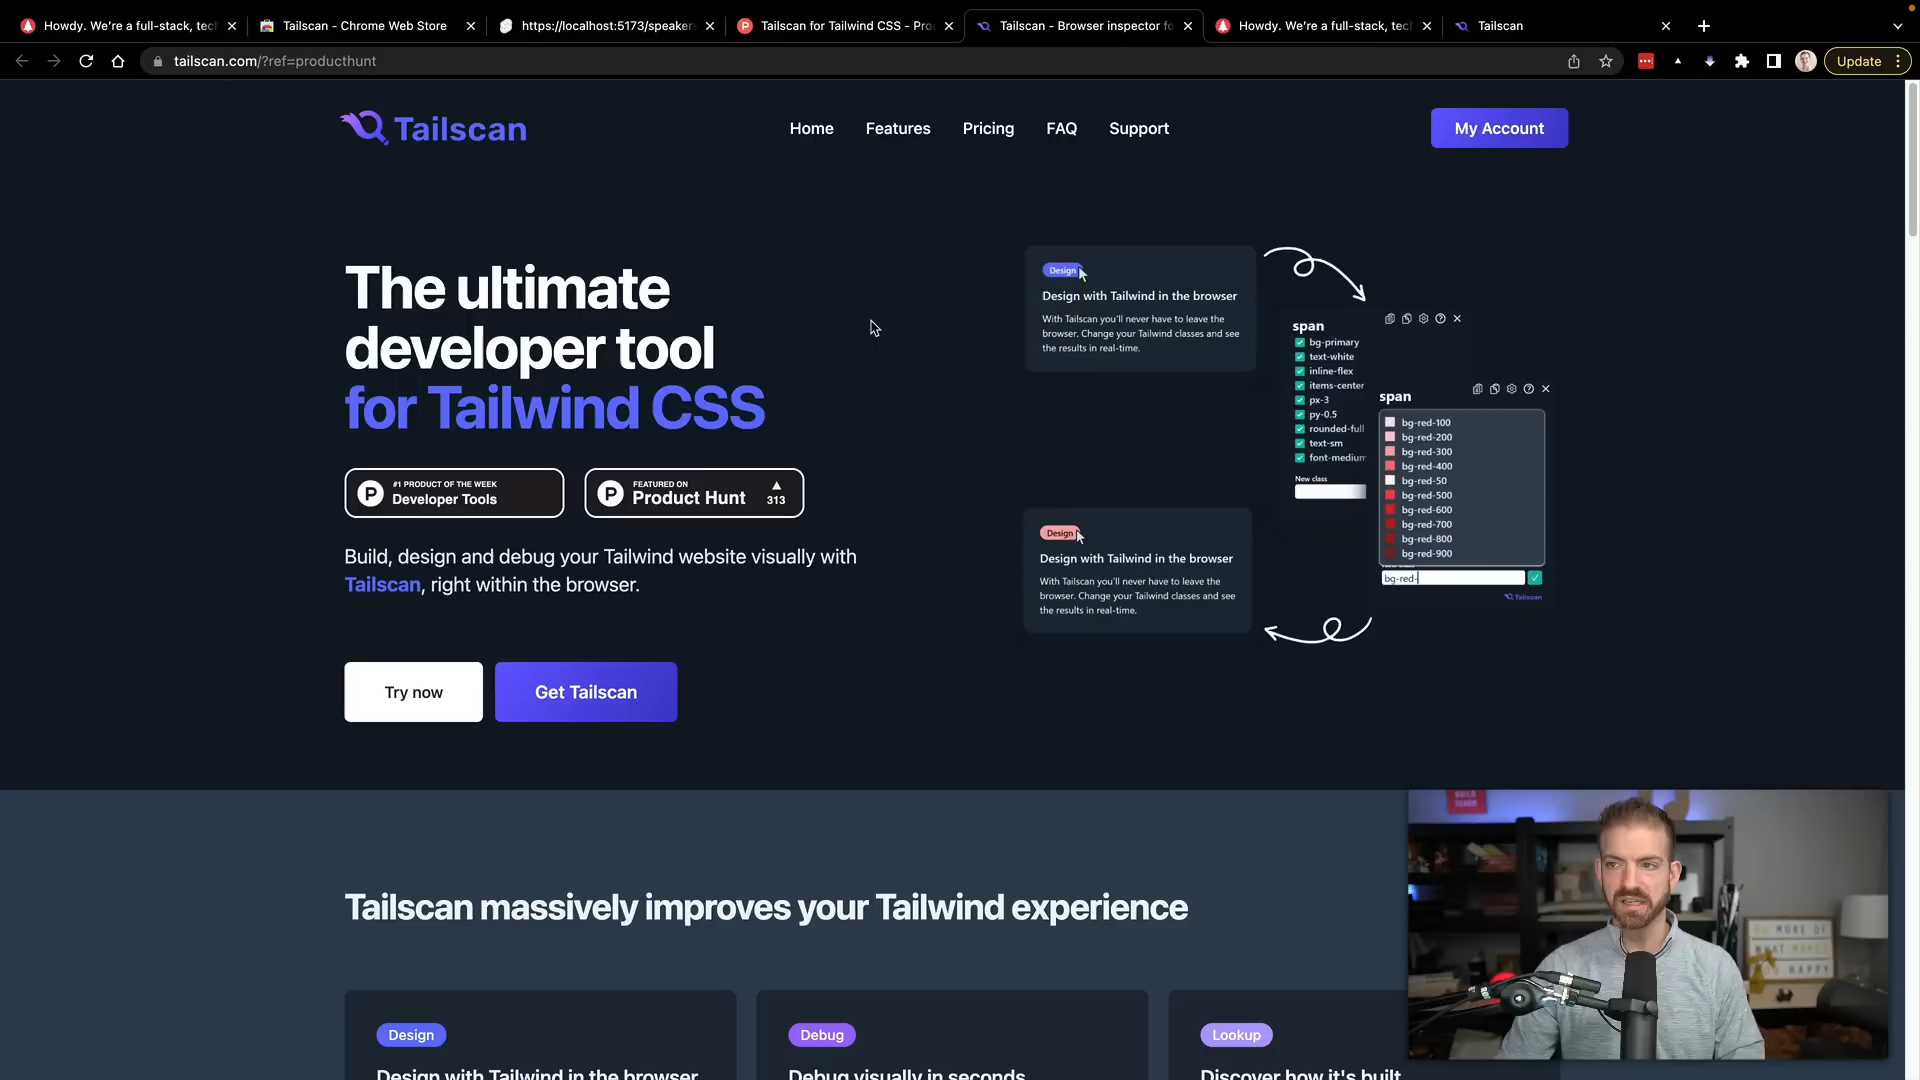 Howdy. We're a full-stack, tech
Tailscan - Chrome Web Store
https://localhost:5173/speakers
Tailscan for Tailwind CSS - Pro
Tailscan - Browser inspector fo
Howdy. We're a full-stack, tech
Tailscan
tailscan.com/?ref=producthunt
Update
Tailscan
Home
Features
Pricing
FAQ
Support
My Account
The ultimate
developer tool
for Tailwind CSS
#1 PRODUCT OF THE WEEK
Developer Tools
FEATURED ON
Product Hunt
313
Build, design and debug your Tailwind website visually with
Tailscan, right within the browser.
Try now
Get Tailscan
Design
Design with Tailwind in the browser
With Tailscan you'll never have to leave the
browser. Change your Tailwind classes and see
the results in real-time.
span
bg-primary
text-white
inline-flex
items-center
px-3
py-0.5
rounded-full
text-sm
font-medium
New class
span
bg-red-100
bg-red-200
bg-red-300
bg-red-400
bg-red-50
bg-red-500
bg-red-600
bg-red-700
bg-red-800
bg-red-900
bg-red-
Tailscan
Design
Design with Tailwind in the browser
With Tailscan you'll never have to leave the
browser. Change your Tailwind classes and see
the results in real-time.
Tailscan massively improves your Tailwind experience
Design
Design with Tailwind in the browser
Debug
Debug visually in seconds
Lookup
Discover how it's built
DO MORE OF
WHAT MAKES
YOU HAPPY